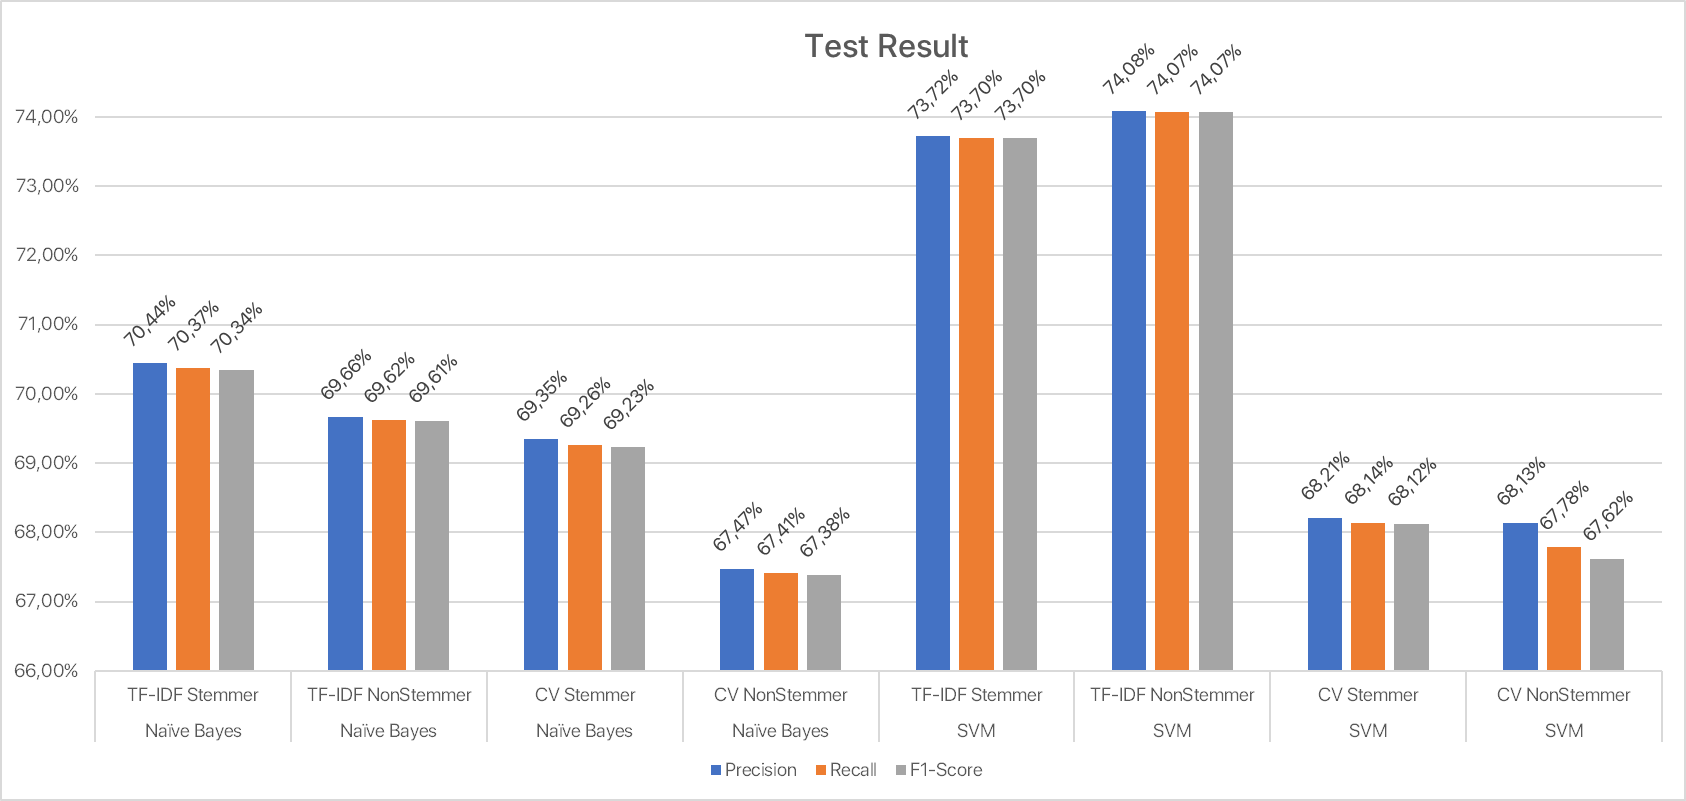 Test Result
74,00%
73,00%
72,00%
71,00%
70,00%
69,00%
68,00%
67,00%
66,00%
70,44% 70,37% 70,34%
69,66% 69,62% 69,61%
69,35% 69,26% 69,23%
67,47% 67,41% 67,38%
73,72% 73,70% 73,70%
74,08% 74,07% 74,07%
68,21% 68,14% 68,12%
68,13% 67,78% 67,62%
TF-IDF Stemmer TF-IDF NonStemmer CV Stemmer CV NonStemmer TF-IDF Stemmer TF-IDF NonStemmer CV Stemmer CV NonStemmer
Naïve Bayes Naïve Bayes Naïve Bayes Naïve Bayes SVM SVM SVM SVM
Precision Recall F1-Score